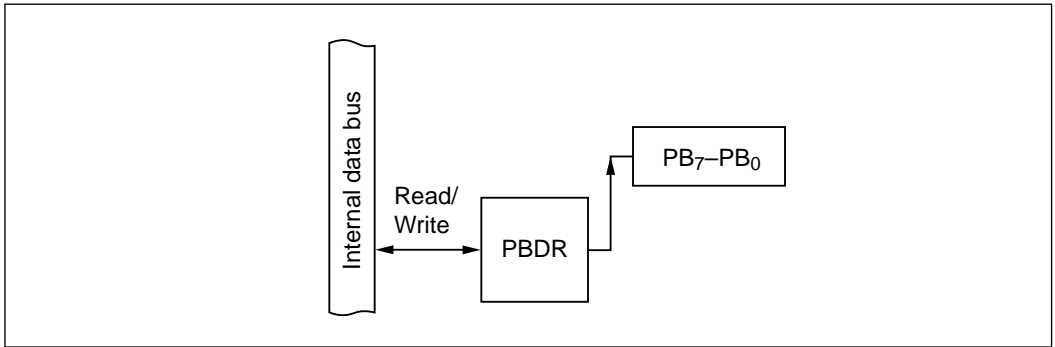 Internal data bus
Read/
Write
PBDR
PB₇–PB₀